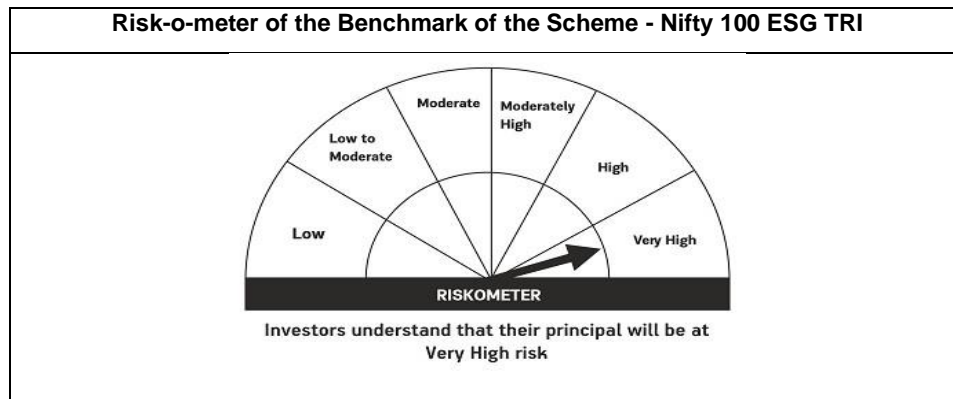 Risk-o-meter of the Benchmark of the Scheme - Nifty 100 ESG TRI
Low
Low to
Moderate
Moderate
Moderately
High
High
Very High
RISKOMETER
Investors understand that their principal will be at
Very High risk